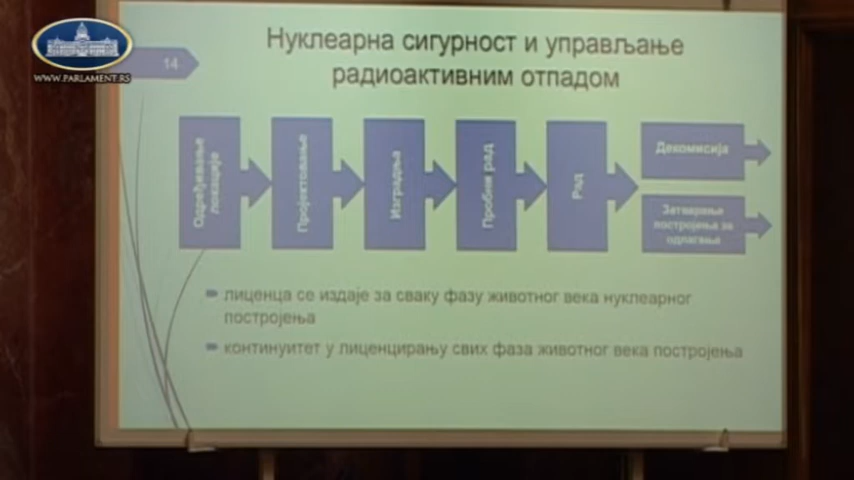 WWW.PARLAMENT.RS
14
Нуклеарна сигурност и управљање
радиоактивним отпадом
Одређивање
локације
Пројектовање
Изградња
Пробни рад
Рад
Декомисија
Затварање
постројења за
одлагање
лиценца се издаје за сваку фазу животног века нуклеарног
постројења
континуитет у лиценцирању свих фаза животног века постројења